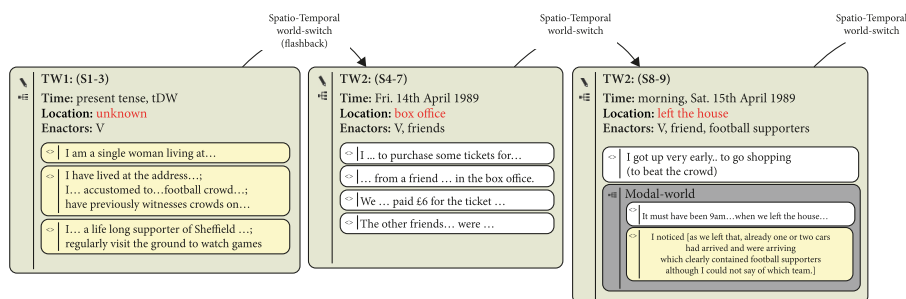 Spatio-Temporal
world-switch
(flashback)
Spatio-Temporal
world-switch
Spatio-Temporal
world-switch
TW1: (S1-3)
Time: present tense, tDW
Location: unknown
Enactors: V
I am a single woman living at…
I have lived at the address…;
I… accustomed to…football crowd…;
have previously witnesses crowds on…
I… a life long supporter of Sheffield …;
regularly visit the ground to watch games
TW2: (S4-7)
Time: Fri. 14th April 1989
Location: box office
Enactors: V, friends
I ... to purchase some tickets for…
… from a friend … in the box office.
We … paid £6 for the ticket …
The other friends… were …
TW2: (S8-9)
Time: morning, Sat. 15th April 1989
Location: left the house
Enactors: V, friend, football supporters
I got up very early.. to go shopping
(to beat the crowd)
Modal-world
It must have been 9am…when we left the house…
I noticed [as we left that, already one or two cars
had arrived and were arriving
which clearly contained football supporters
although I could not say of which team.]